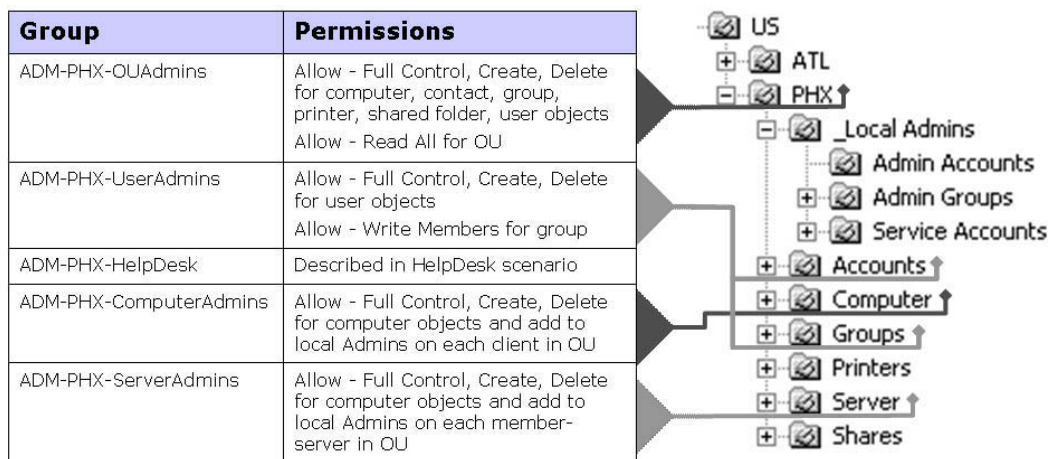 Group Permissions
ADM-PHX-OUAdmins
Allow - Full Control, Create, Delete
for computer, contact, group,
printer, shared folder, user objects
Allow - Read All for OU
ADM-PHX-UserAdmins
Allow - Full Control, Create, Delete
for user objects
Allow - Write Members for group
ADM-PHX-HelpDesk
Described in HelpDesk scenario
ADM-PHX-ComputerAdmins
Allow - Full Control, Create, Delete
for computer objects and add to
local Admins on each client in OU
ADM-PHX-ServerAdmins
Allow - Full Control, Create, Delete
for computer objects and add to
local Admins on each member-
server in OU
US
ATL
PHX
_Local Admins
Admin Accounts
Admin Groups
Service Accounts
Accounts
Computer
Groups
Printers
Server
Shares